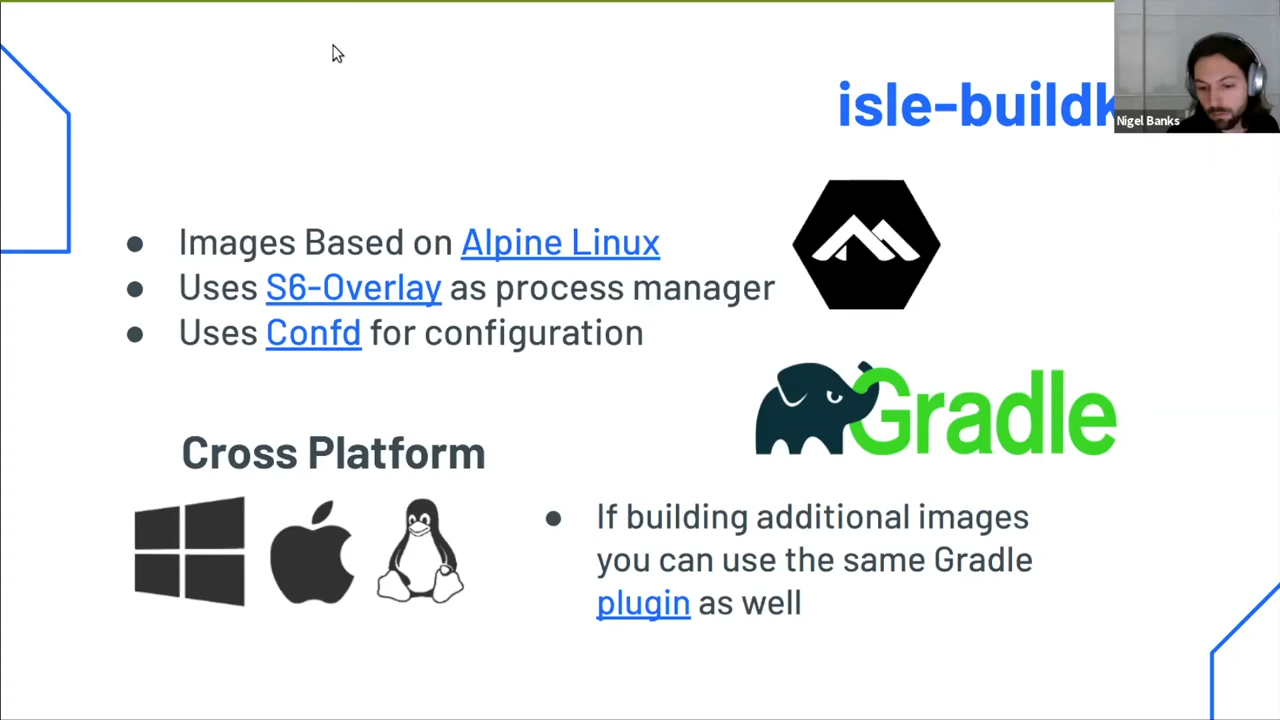 isle-buildk
Nigel Banks
● Images Based on Alpine Linux
● Uses S6-Overlay as process manager
● Uses Confd for configuration
Gradle
Cross Platform
● If building additional images
you can use the same Gradle
plugin as well